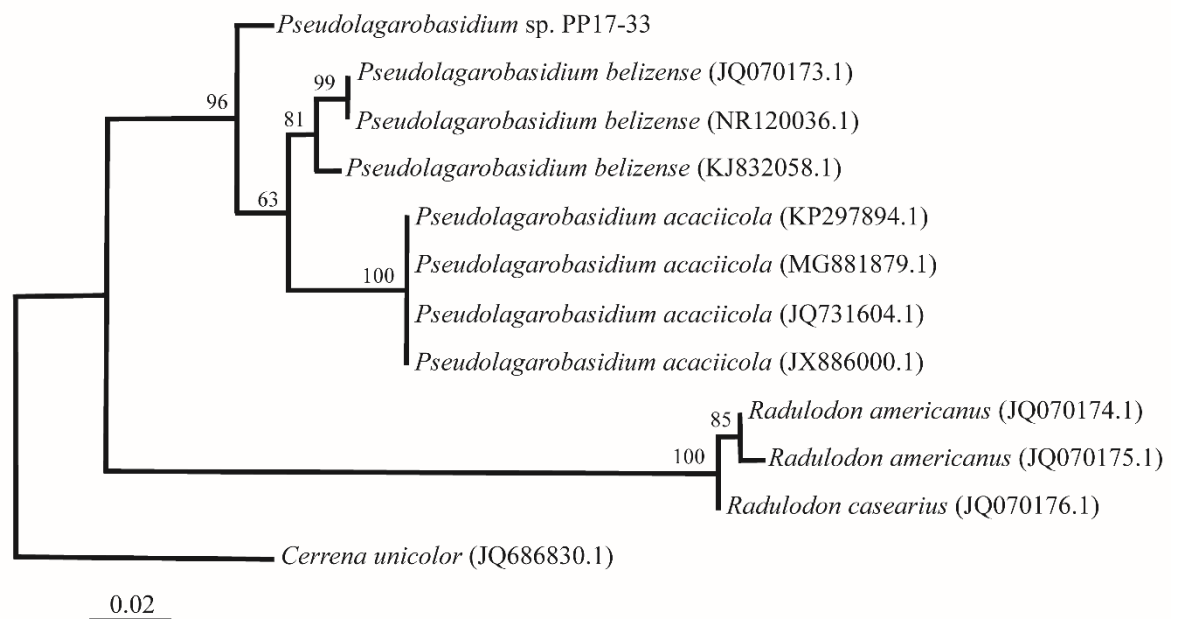 Pseudolagarobasidium sp. PP17-33
99 Pseudolagarobasidium belizense (JQ070173.1)
96
81 Pseudolagarobasidium belizense (NR120036.1)
Pseudolagarobasidium belizense (KJ832058.1)
63
Pseudolagarobasidium acaciicola (KP297894.1)
100 Pseudolagarobasidium acaciicola (MG881879.1)
Pseudolagarobasidium acaciicola (JQ731604.1)
Pseudolagarobasidium acaciicola (JX886000.1)
85 Radulodon americanus (JQ070174.1)
100 Radulodon americanus (JQ070175.1)
Radulodon casearius (JQ070176.1)
Cerrena unicolor (JQ686830.1)
0.02